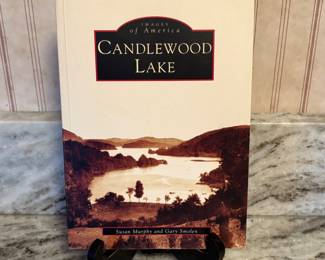 IMAGES
of America
CANDLEWOOD
LAKE
Susan Murphy and Gary Smolen